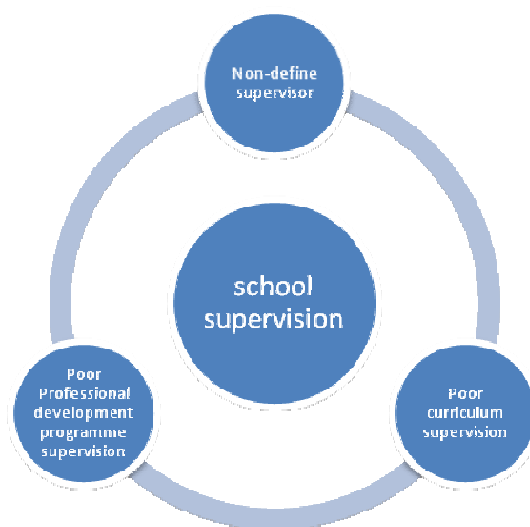 Non-define
supervisor
school
supervision
Poor
Professional
development
programme
supervision
Poor
curriculum
supervision